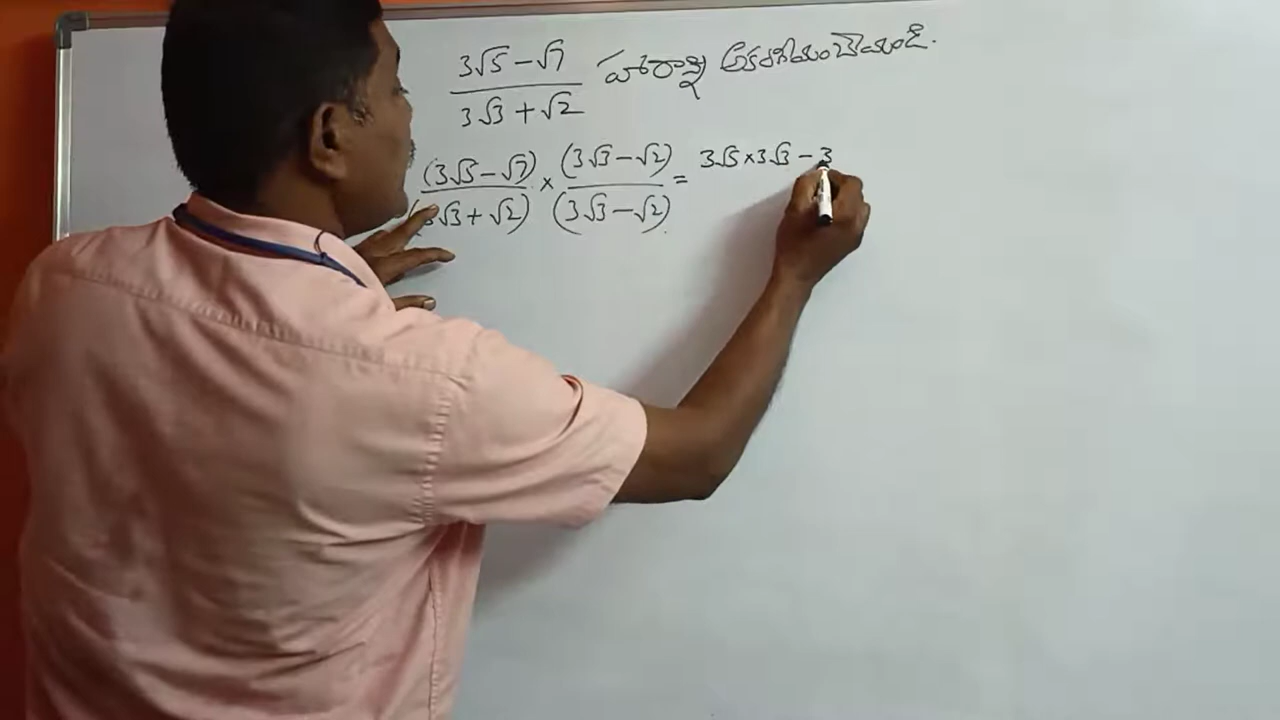 (3√5 − √7)/(3√3 + √2) హారాన్ని అకరణీయం చేయండి.
(3√5 − √7)/(3√3 + √2) × (3√3 − √2)/(3√3 − √2) = 3√5 × 3√3 − 3